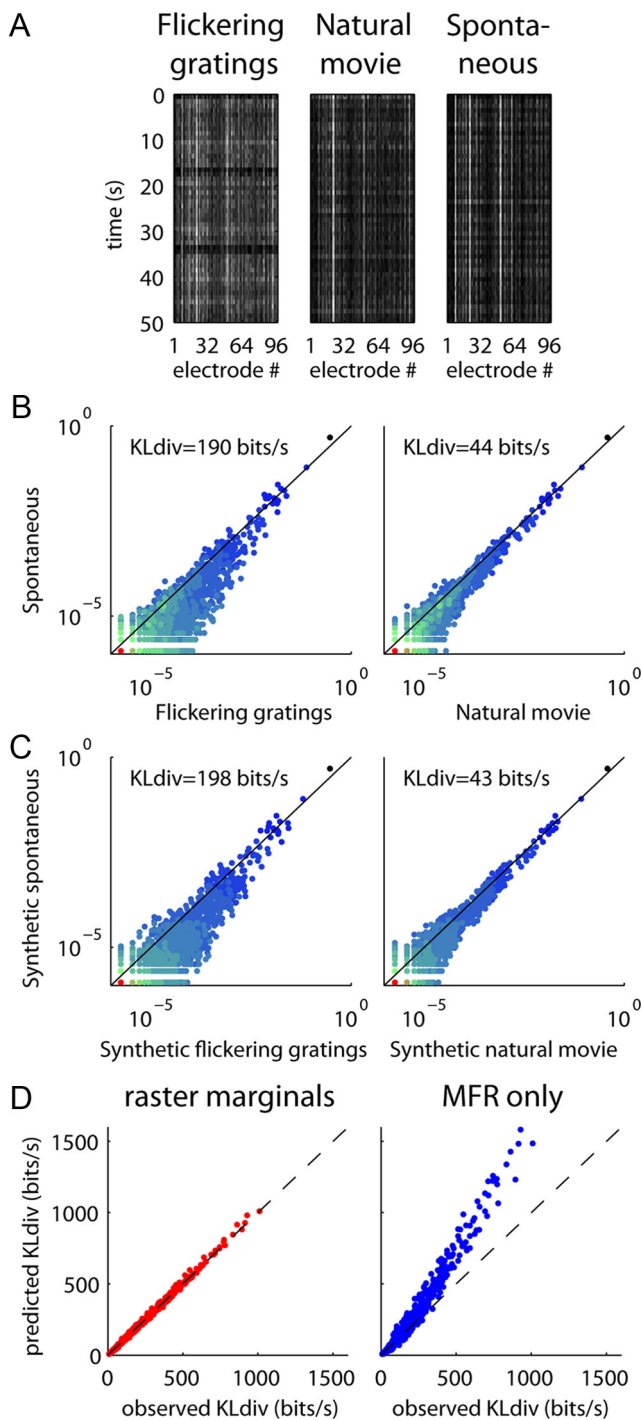 A
Flickering gratings
Natural movie
Sponta-
neous
time (s)
0
10
20
30
40
50
1 32 64 96
electrode #
1 32 64 96
electrode #
1 32 64 96
electrode #
B
KLdiv=190 bits/s
Spontaneous
10^0
10^-5
10^-5
10^0
Flickering gratings
KLdiv=44 bits/s
10^-5
10^0
Natural movie
C
KLdiv=198 bits/s
Synthetic spontaneous
10^0
10^-5
10^-5
10^0
Synthetic flickering gratings
KLdiv=43 bits/s
10^-5
10^0
Synthetic natural movie
D
raster marginals
predicted KLdiv (bits/s)
1500
1000
500
0
0 500 1000 1500
observed KLdiv (bits/s)
MFR only
0 500 1000 1500
observed KLdiv (bits/s)